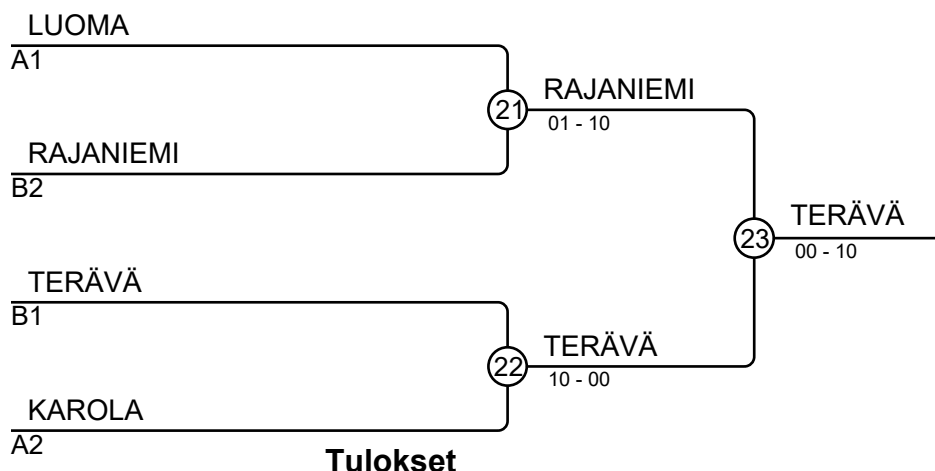 LUOMA
A1
21
RAJANIEMI
01 - 10
RAJANIEMI
B2
23
TERÄVÄ
00 - 10
TERÄVÄ
B1
22
TERÄVÄ
10 - 00
KAROLA
A2
Tulokset